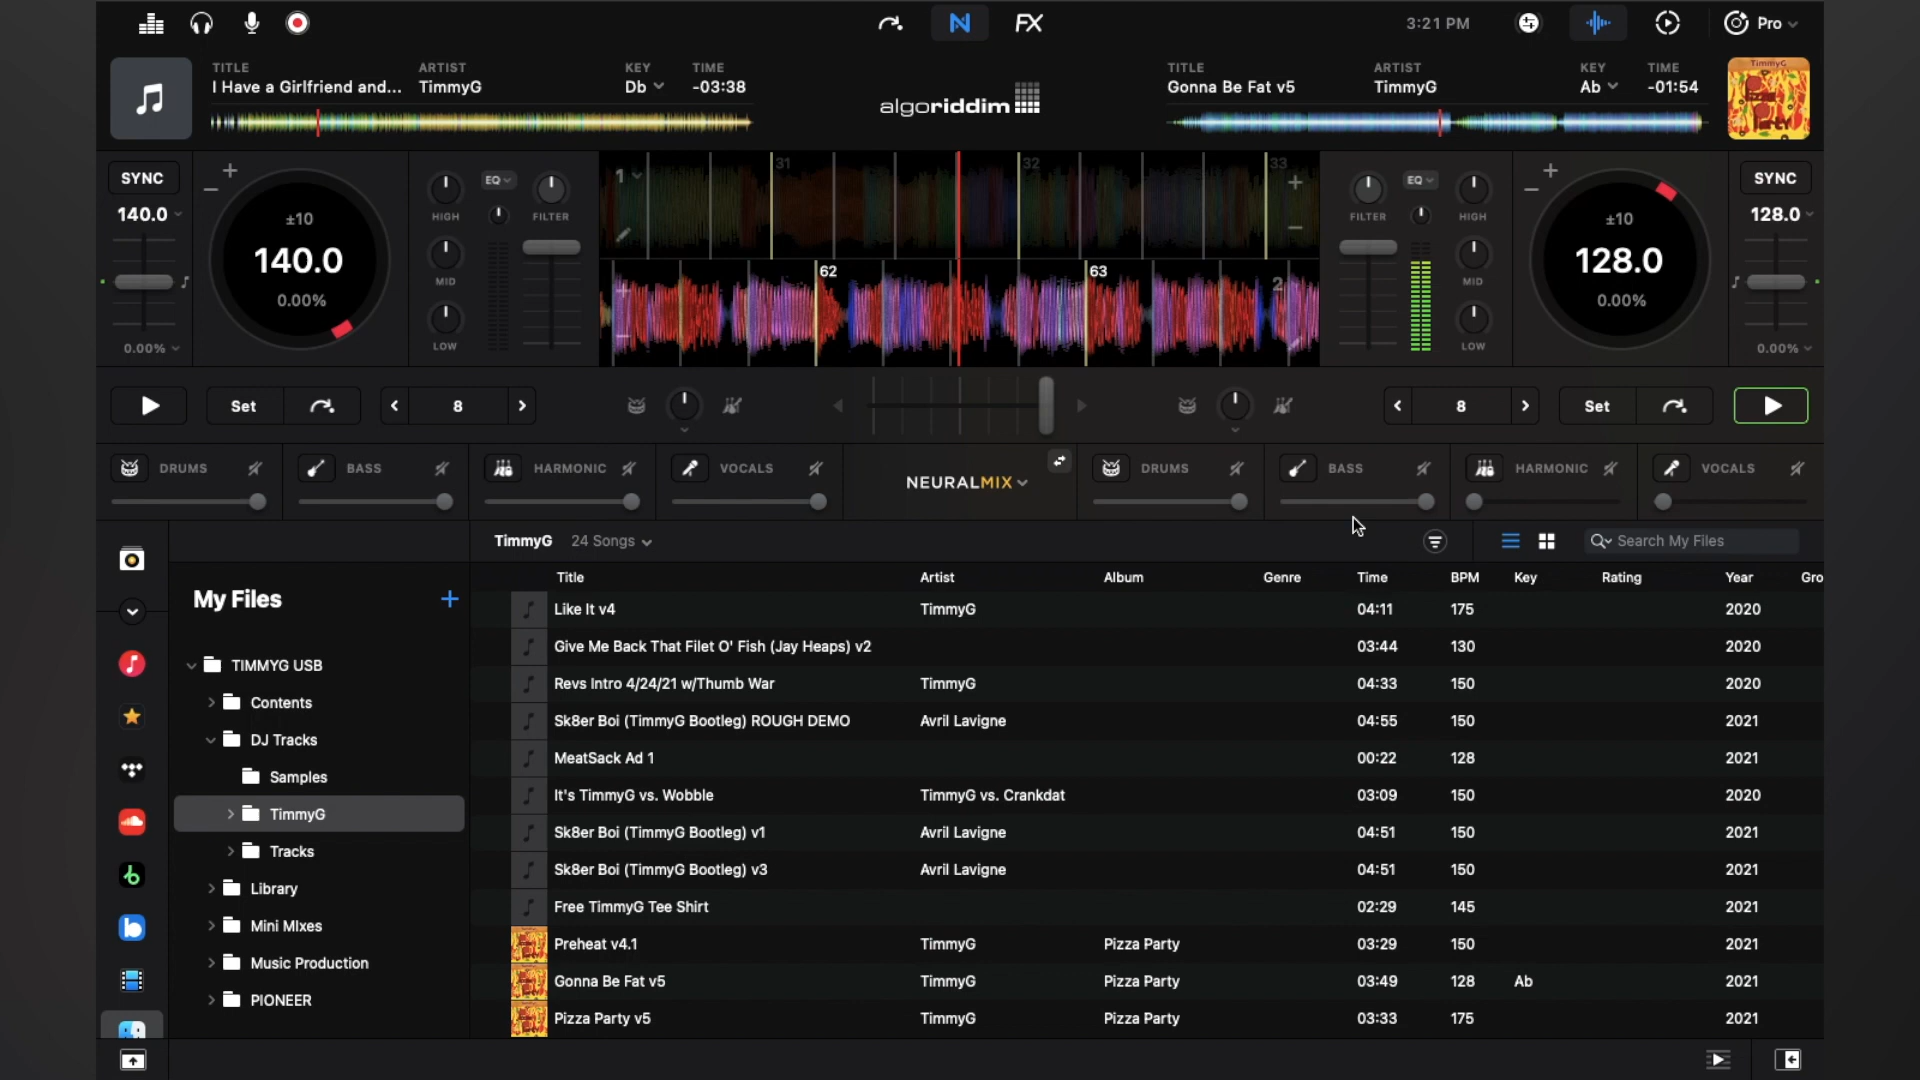 FX
3:21 PM
Pro
TITLE
ARTIST
KEY
TIME
I Have a Girlfriend and...
TimmyG
Db
-03:38
algoriddim
TITLE
ARTIST
KEY
TIME
Gonna Be Fat v5
TimmyG
Ab
-01:54
TimmyG
SYNC
140.0
0.00%
±10
140.0
0.00%
HIGH
MID
LOW
EQ
FILTER
1
31
32
33
62
63
2
FILTER
EQ
HIGH
MID
LOW
±10
128.0
0.00%
SYNC
128.0
0.00%
Set
8
8
Set
DRUMS
BASS
HARMONIC
VOCALS
NEURALMIX
DRUMS
BASS
HARMONIC
VOCALS
TimmyG 24 Songs
Search My Files
My Files
TIMMYG USB
Contents
DJ Tracks
Samples
TimmyG
Tracks
Library
Mini MIxes
Music Production
PIONEER
Title Artist Album Genre Time BPM Key Rating Year Gro
Like It v4 TimmyG 04:11 175 2020
Give Me Back That Filet O' Fish (Jay Heaps) v2 03:44 130 2020
Revs Intro 4/24/21 w/Thumb War TimmyG 04:33 150 2020
Sk8er Boi (TimmyG Bootleg) ROUGH DEMO Avril Lavigne 04:55 150 2021
MeatSack Ad 1 00:22 128 2021
It's TimmyG vs. Wobble TimmyG vs. Crankdat 03:09 150 2020
Sk8er Boi (TimmyG Bootleg) v1 Avril Lavigne 04:51 150 2021
Sk8er Boi (TimmyG Bootleg) v3 Avril Lavigne 04:51 150 2021
Free TimmyG Tee Shirt 02:29 145 2021
Preheat v4.1 TimmyG Pizza Party 03:29 150 2021
Gonna Be Fat v5 TimmyG Pizza Party 03:49 128 Ab 2021
Pizza Party v5 TimmyG Pizza Party 03:33 175 2021